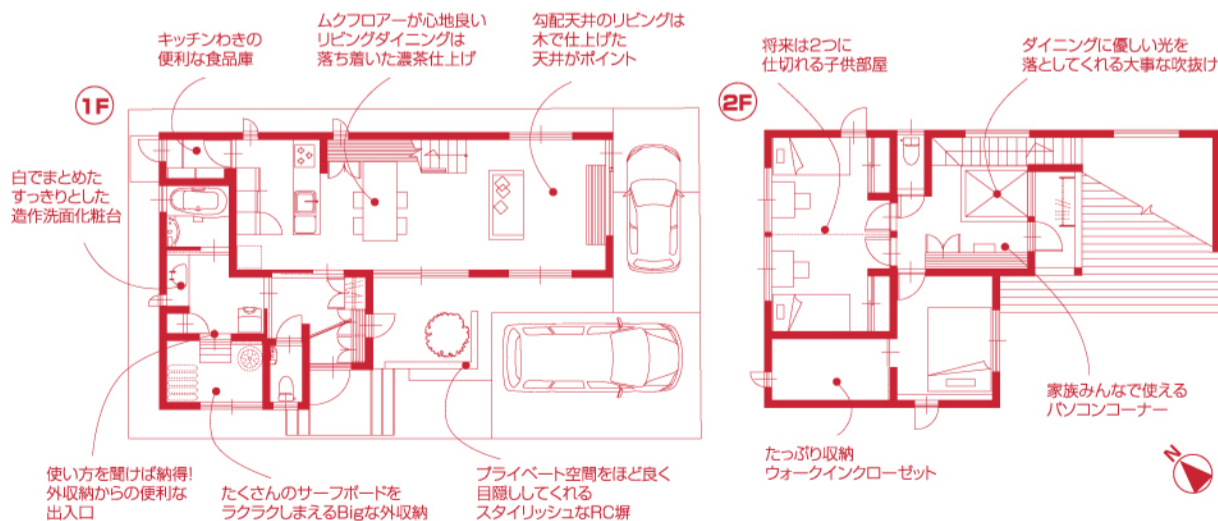 キッチンわきの
便利な食品庫
ムクフロアーが心地良い
リビングダイニングは
落ち着いた濃茶仕上げ
勾配天井のリビングは
木で仕上げた
天井がポイント
1F
白でまとめた
すっきりとした
造作洗面化粧台
使い方を聞けば納得!
外収納からの便利な
出入口
たくさんのサーフボードを
ラクラクしまえるBigな外収納
プライベート空間をほど良く
目隠ししてくれる
スタイリッシュなRC塀
将来は2つに
仕切れる子供部屋
ダイニングに優しい光を
落としてくれる大事な吹抜け
2F
家族みんなで使える
パソコンコーナー
たっぷり収納
ウォークインクローゼット
N